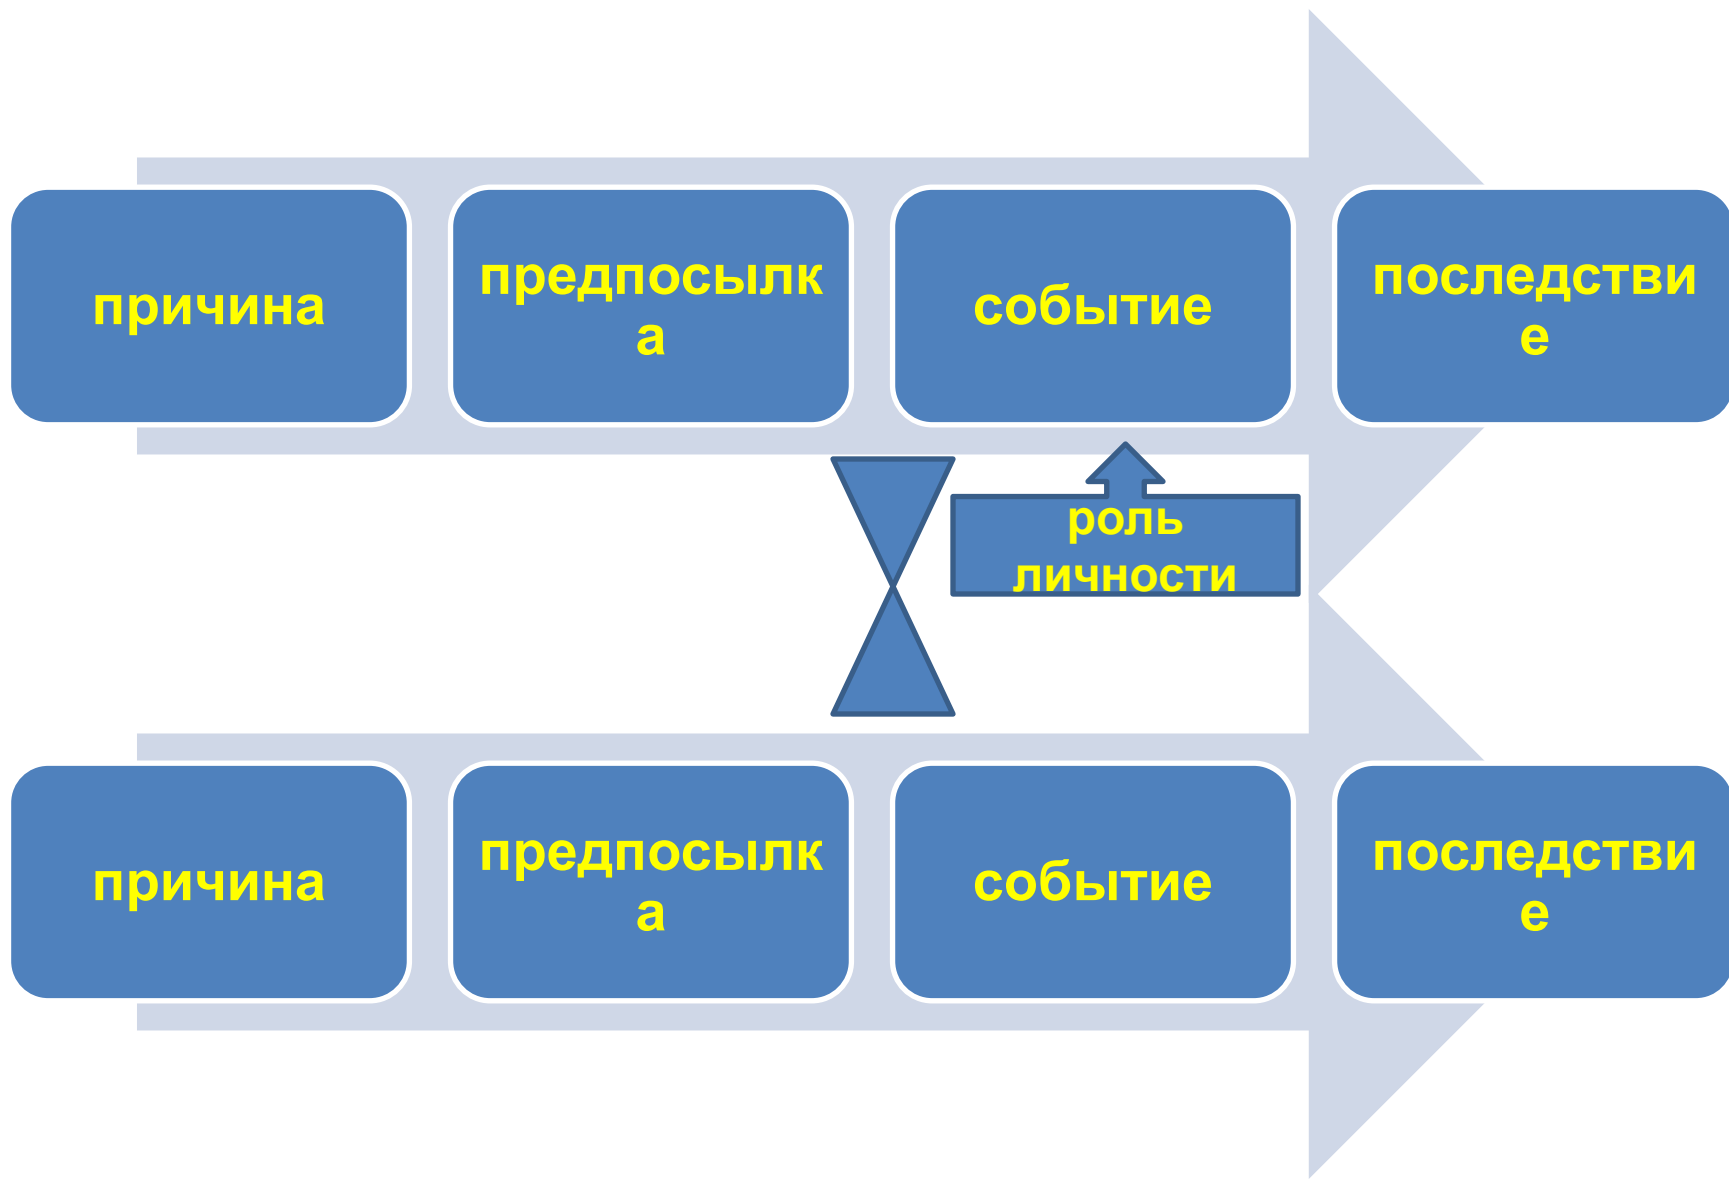 причина
предпосылк
а
событие
последстви
е
роль
личности
причина
предпосылк
а
событие
последстви
е